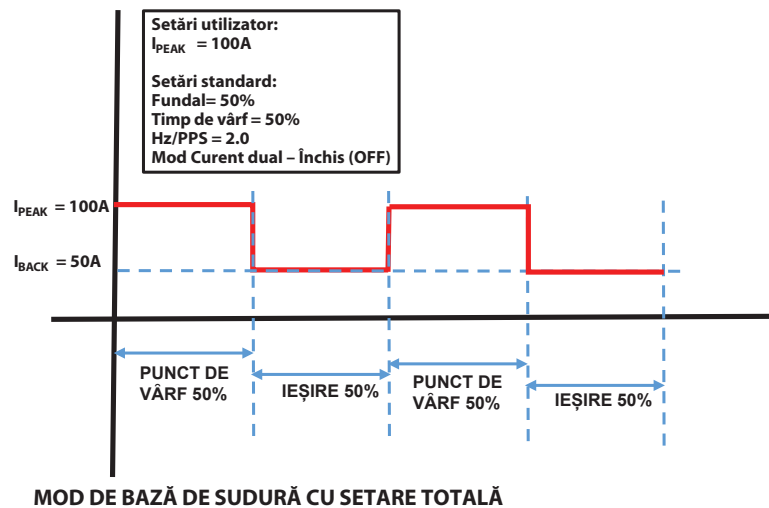 Setări utilizator:
IPEAK = 100A
Setări standard:
Fundal= 50%
Timp de vârf = 50%
Hz/PPS = 2.0
Mod Curent dual – Închis (OFF)
IPEAK = 100A
IBACK = 50A
PUNCT DE
VÂRF 50%
IEȘIRE 50%
PUNCT DE
VÂRF 50%
IEȘIRE 50%
MOD DE BAZĂ DE SUDURĂ CU SETARE TOTALĂ